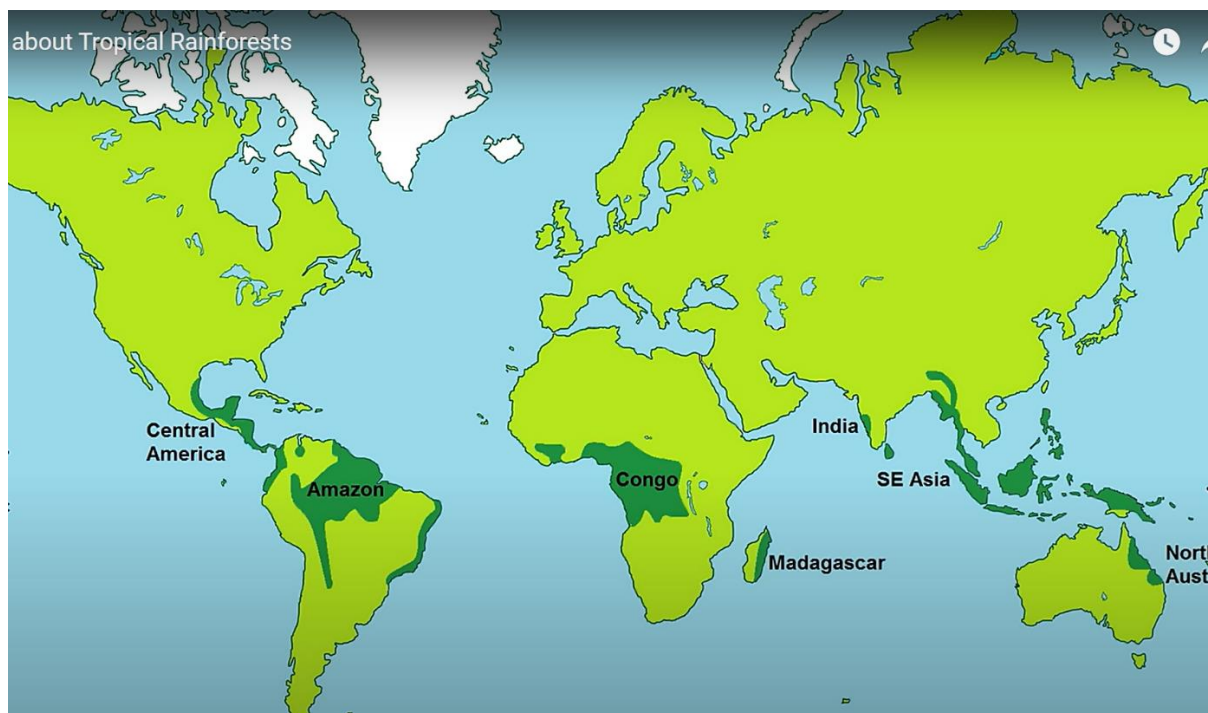 about Tropical Rainforests
Central
America
Amazon
Congo
India
SE Asia
Madagascar
Nort
Aust